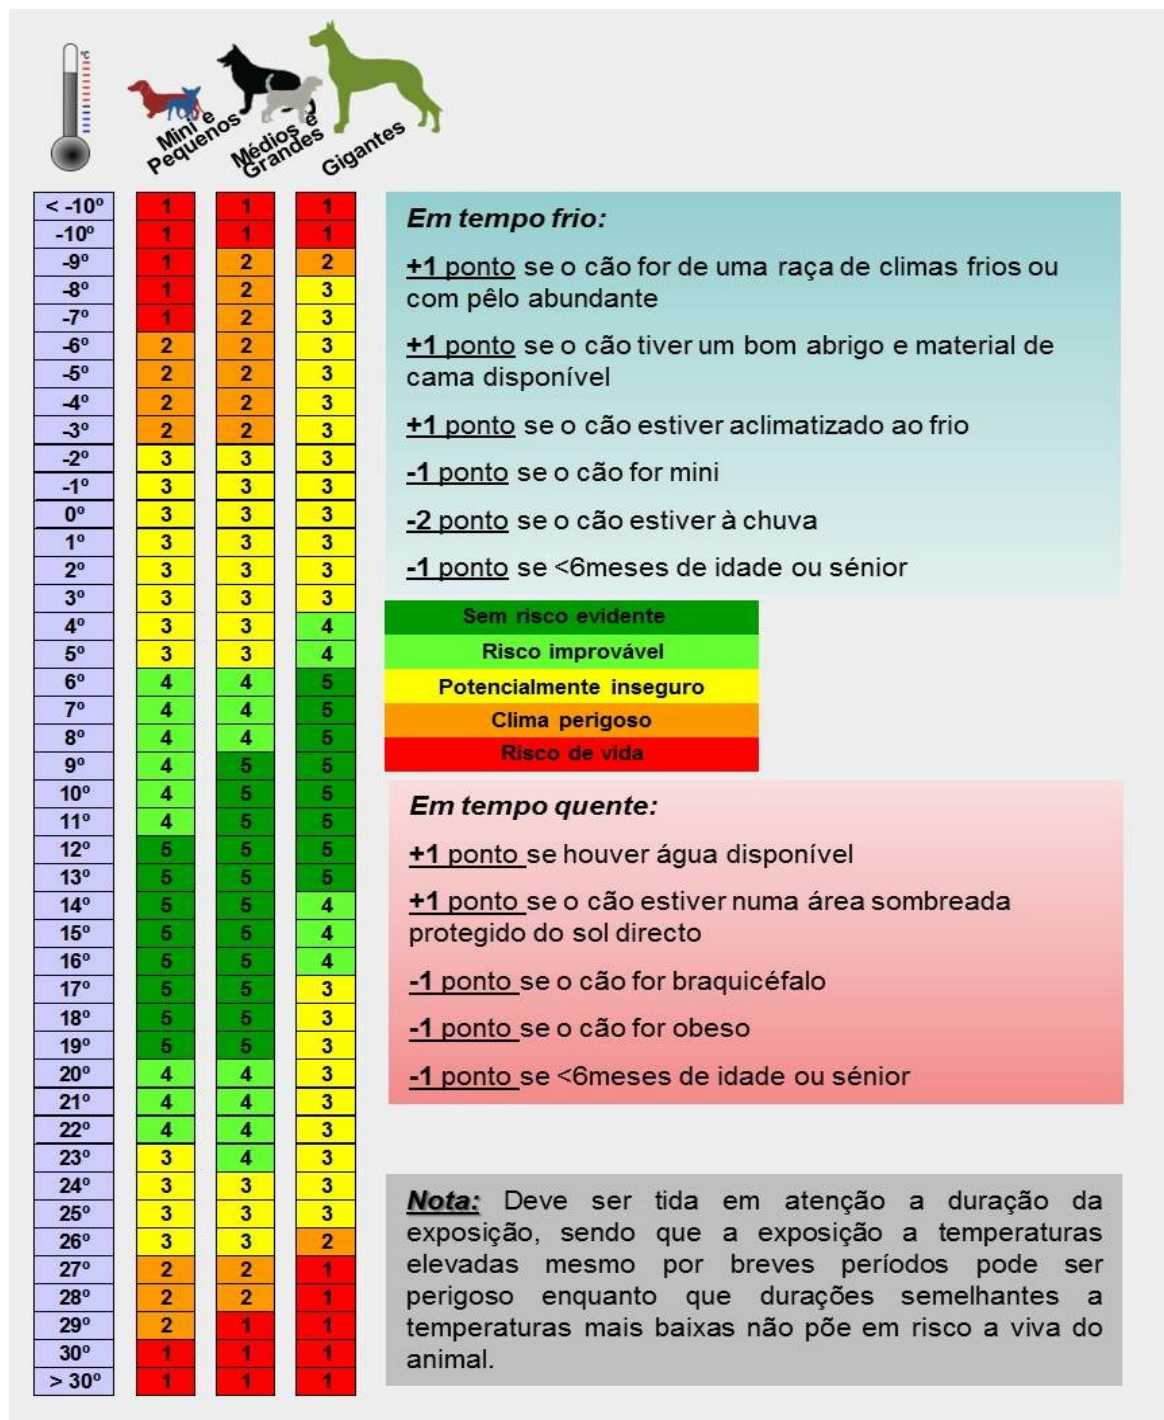 °C
Mini e
Pequenos
Médios e
Grandes
Gigantes
< -10º 1 1 1
-10º 1 1 1
-9º 1 2 2
-8º 1 2 3
-7º 1 2 3
-6º 2 2 3
-5º 2 2 3
-4º 2 2 3
-3º 2 2 3
-2º 3 3 3
-1º 3 3 3
0º 3 3 3
1º 3 3 3
2º 3 3 3
3º 3 3 3
4º 3 3 4
5º 3 3 4
6º 4 4 5
7º 4 4 5
8º 4 4 5
9º 4 5 5
10º 4 5 5
11º 4 5 5
12º 5 5 5
13º 5 5 5
14º 5 5 4
15º 5 5 4
16º 5 5 4
17º 5 5 3
18º 5 5 3
19º 5 5 3
20º 4 4 3
21º 4 4 3
22º 4 4 3
23º 3 4 3
24º 3 3 3
25º 3 3 3
26º 3 3 2
27º 2 2 1
28º 2 2 1
29º 2 1 1
30º 1 1 1
> 30º 1 1 1
Em tempo frio:
+1 ponto se o cão for de uma raça de climas frios ou
com pêlo abundante
+1 ponto se o cão tiver um bom abrigo e material de
cama disponível
+1 ponto se o cão estiver aclimatizado ao frio
-1 ponto se o cão for mini
-2 ponto se o cão estiver à chuva
-1 ponto se <6meses de idade ou sénior
Sem risco evidente
Risco improvável
Potencialmente inseguro
Clima perigoso
Risco de vida
Em tempo quente:
+1 ponto se houver água disponível
+1 ponto se o cão estiver numa área sombreada
protegido do sol directo
-1 ponto se o cão for braquicéfalo
-1 ponto se o cão for obeso
-1 ponto se <6meses de idade ou sénior
Nota: Deve ser tida em atenção a duração da
exposição, sendo que a exposição a temperaturas
elevadas mesmo por breves períodos pode ser
perigoso enquanto que durações semelhantes a
temperaturas mais baixas não põe em risco a viva do
animal.